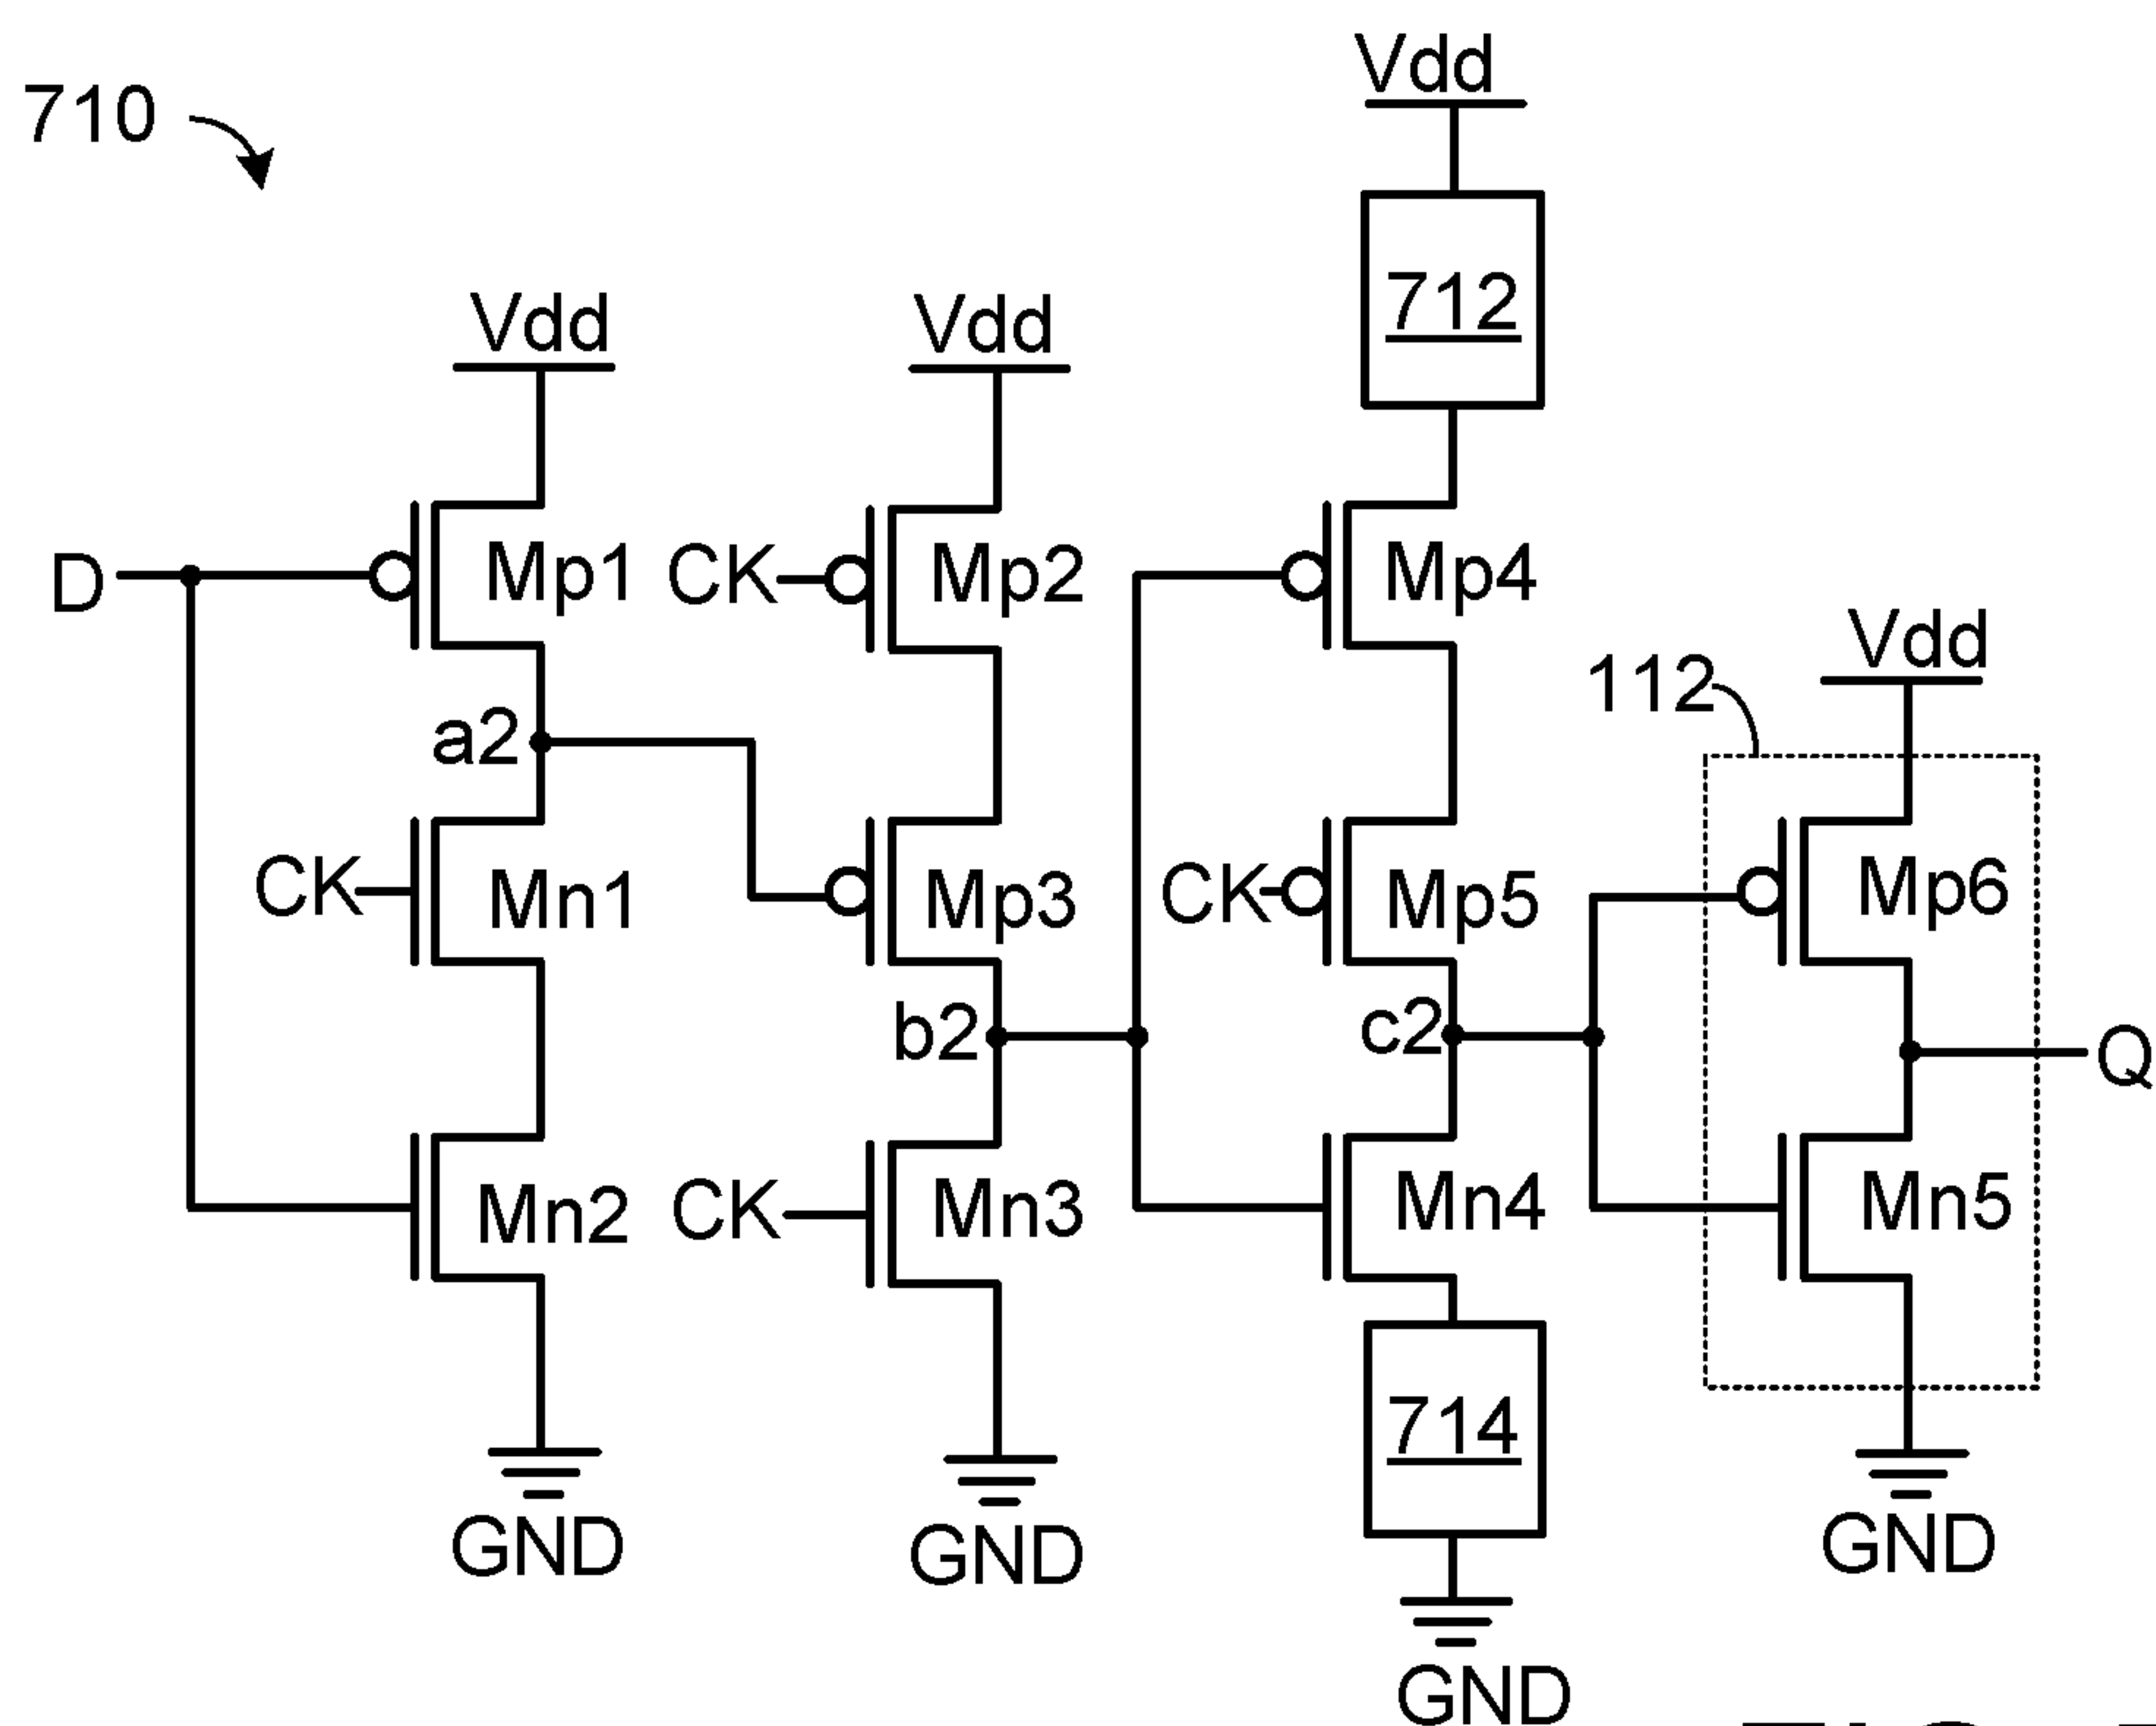 Vdd
710
712
Vdd
Vdd
D
Mp1
CK
Mp2
Mp4
Vdd
112
a2
CK
Mn1
Mp3
CK
Mp5
Mp6
b2
c2
Q
Mn2
CK
Mn3
Mn4
Mn5
714
GND
GND
GND
GND